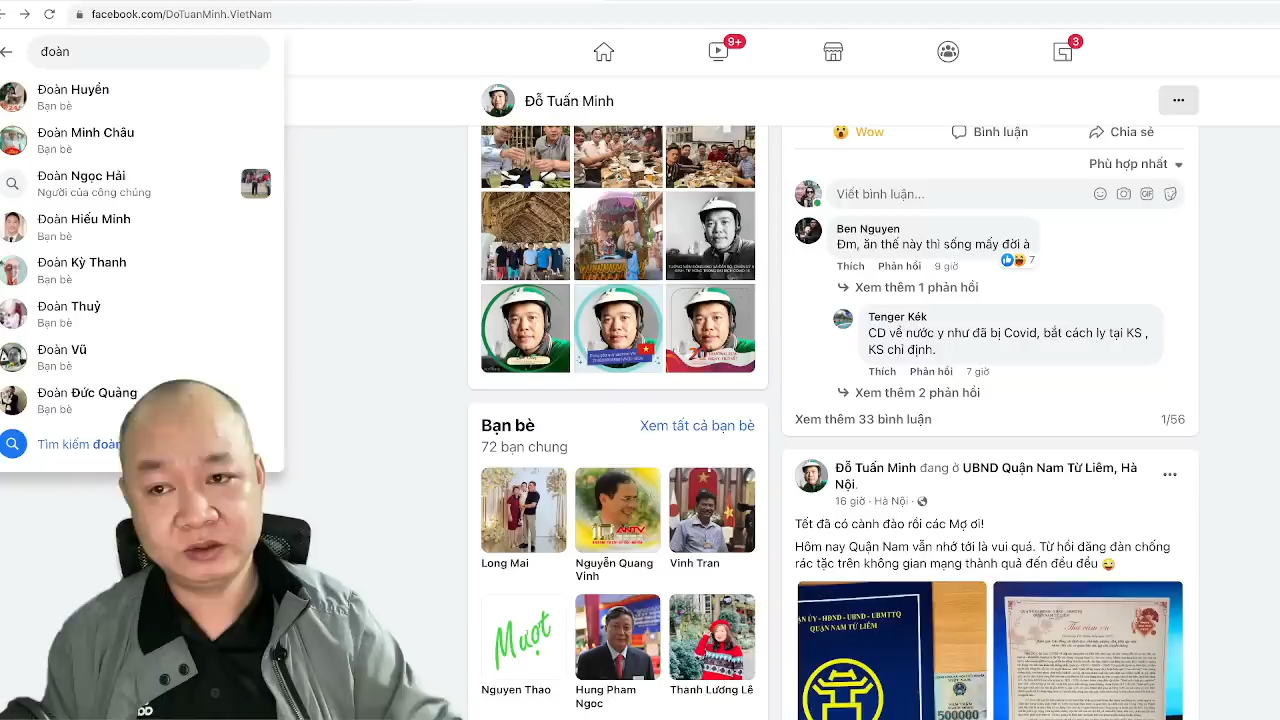 facebook.com/DoTuanMinh.VietNam
đoàn
Đoàn Huyền
Bạn bè
Đoàn Minh Châu
Bạn bè
Đoàn Ngọc Hải
Người của công chúng
Đoàn Hiếu Minh
Bạn bè
Đoàn Kỳ Thanh
Bạn bè
Đoàn Thuỷ
Bạn bè
Đoàn Vũ
Bạn bè
Đoàn Đức Quảng
Bạn bè
Tìm kiếm đoàn
9+
3
Đỗ Tuấn Minh
Bạn bè
Xem tất cả bạn bè
72 bạn chung
Long Mai
Nguyễn Quang Vinh
Vinh Tran
Mượt
Nguyen Thao
Hung Pham Ngoc
Thanh Lương Lê
Wow
Bình luận
Chia sẻ
Phù hợp nhất
Viết bình luận...
GIF
Ben Nguyen
Đm, ăn thế này thì sống mấy đời ạ
7
Thích Phản hồi 9 giờ
Xem thêm 1 phản hồi
Tenger Kék
CD về nước y như đã bị Covid, bắt cách ly tại KS ,
KS chỉ định.
Thích Phản hồi 7 giờ
Xem thêm 2 phản hồi
Xem thêm 33 bình luận
1/56
Đỗ Tuấn Minh đang ở UBND Quận Nam Từ Liêm, Hà
Nội.
16 giờ · Hà Nội ·
Tết đã có cành đào rồi các Mợ ơi!
Hôm nay Quận Nam vẫn nhớ tới là vui quá. Từ hồi đăng đàn chống
rác tặc trên không gian mạng thành quả đến đều đều
ẬN ỦY - HĐND - UBND - UBMTTQ
QUẬN NAM TỪ LIÊM
500000
Thư cảm ơn